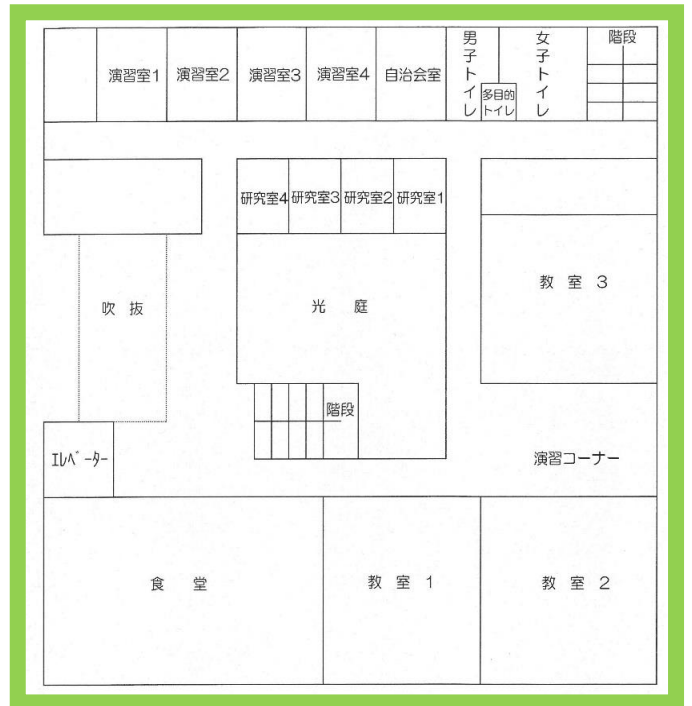 演習室1
演習室2
演習室3
演習室4
自治会室
男子トイレ
多目的
トイレ
女子トイレ
階段
研究室4
研究室3
研究室2
研究室1
吹 抜
光 庭
教 室 3
階段
エレベーター
演習コーナー
食 堂
教 室 1
教 室 2